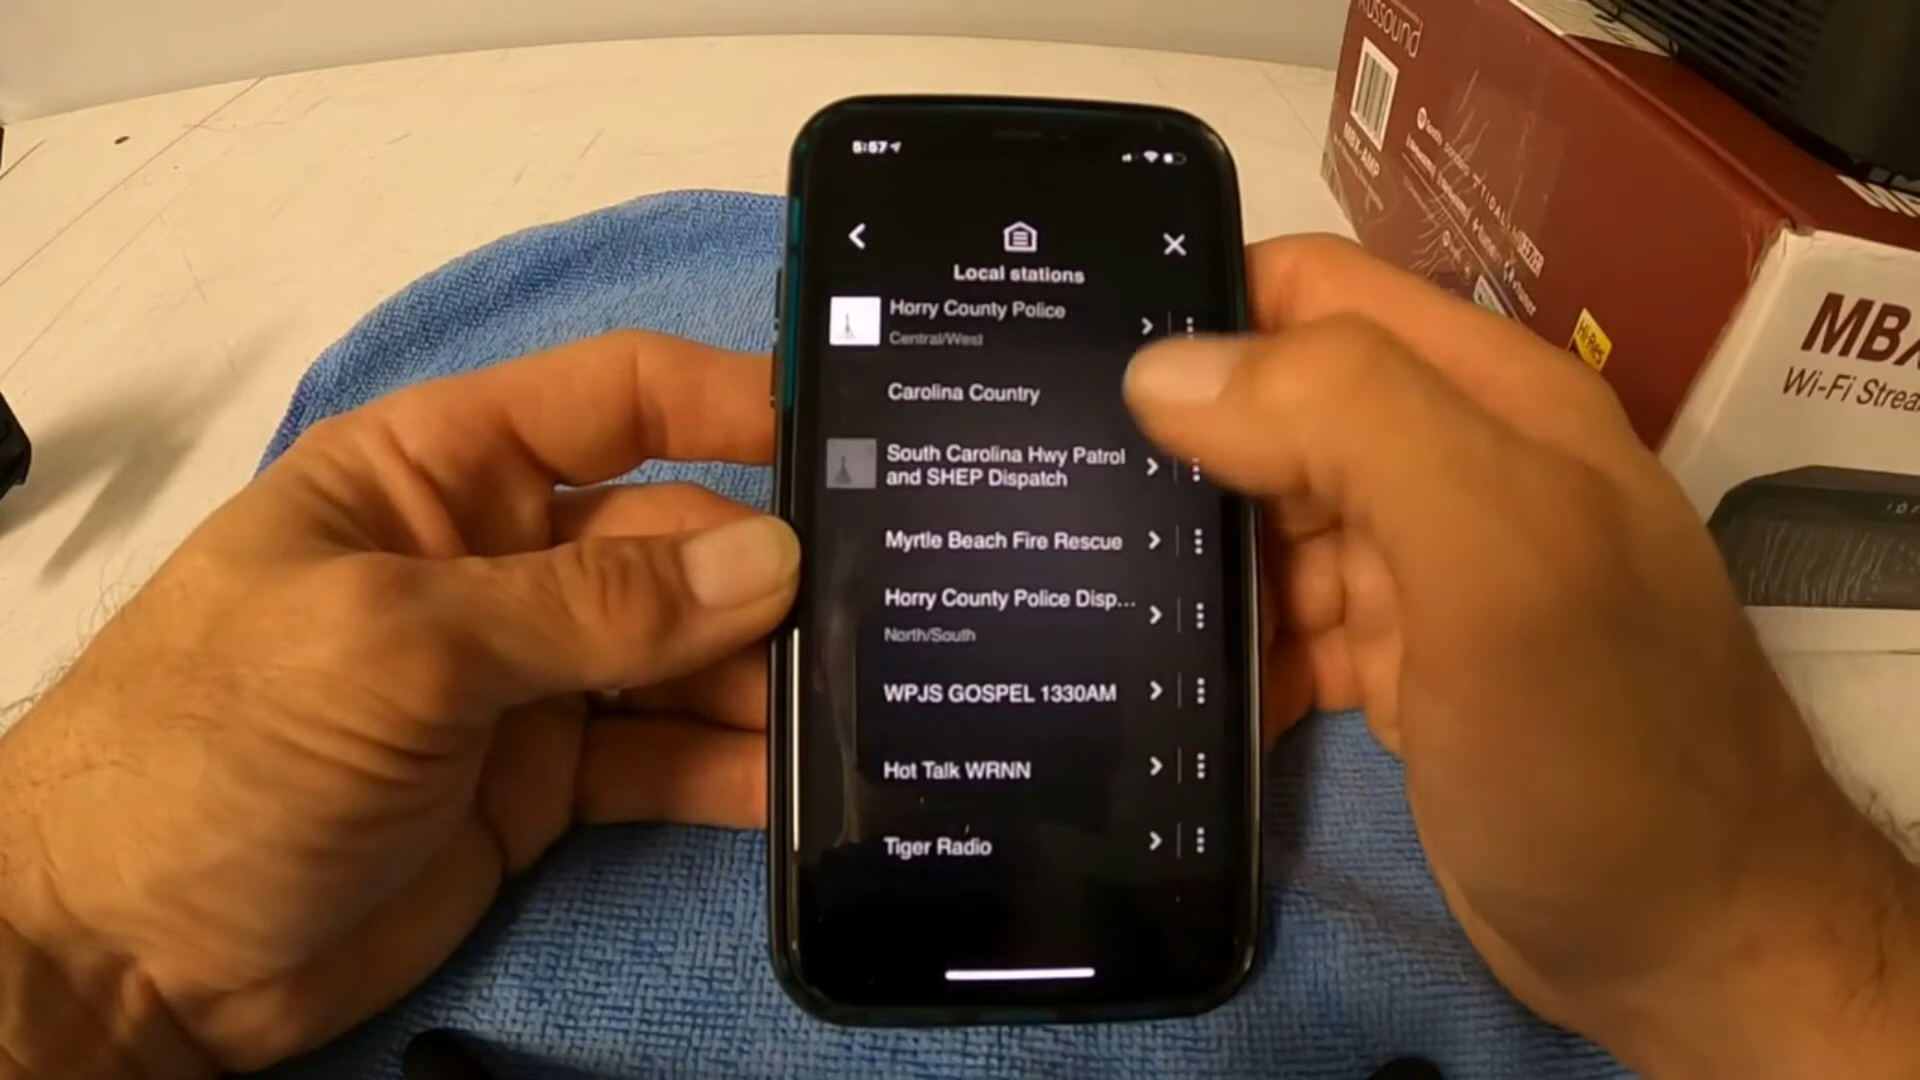 5:57
Local stations
Horry County Police
Central/West
Carolina Country
South Carolina Hwy Patrol
and SHEP Dispatch
Myrtle Beach Fire Rescue
Horry County Police Disp...
North/South
WPJS GOSPEL 1330AM
Hot Talk WRNN
Tiger Radio
MBX-AMP
TIDAL
Hi-Res
MBX
Wi-Fi Strea